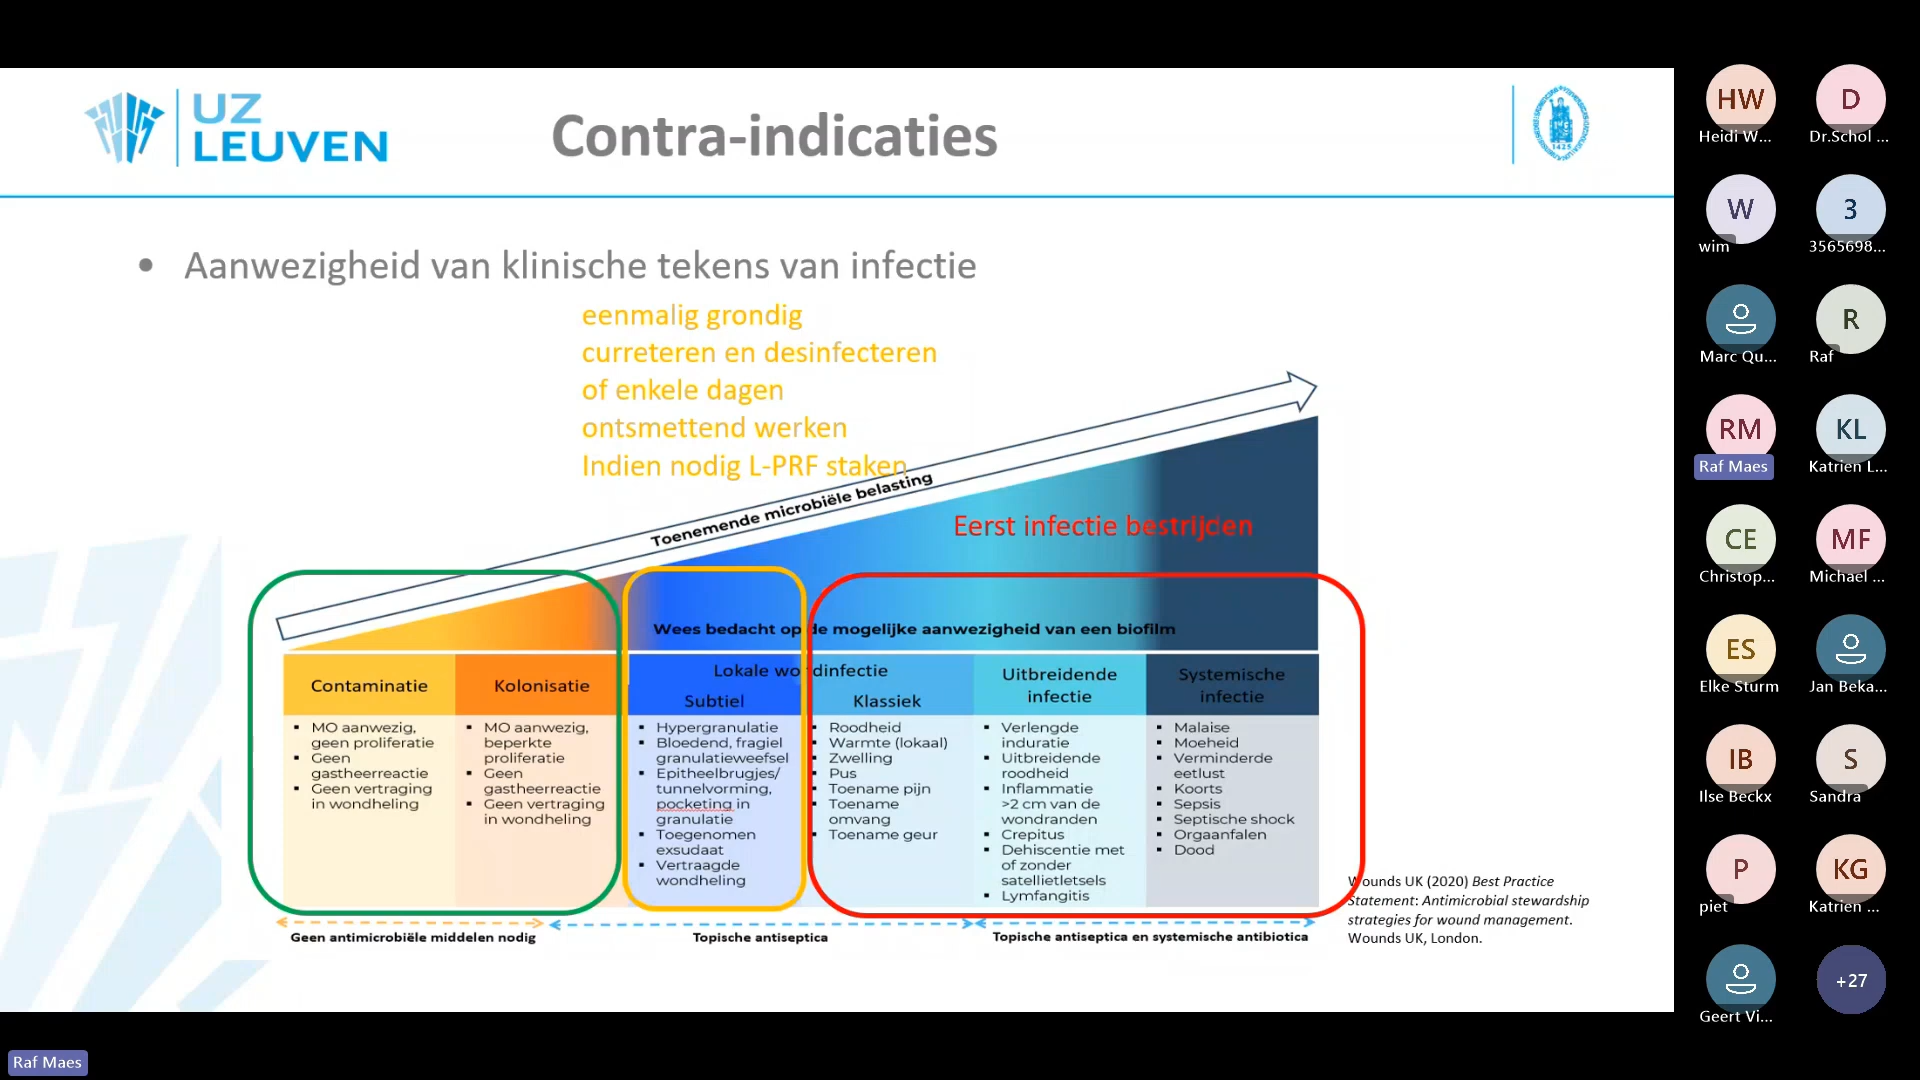 UZ
LEUVEN
Contra-indicaties
1425
• Aanwezigheid van klinische tekens van infectie
eenmalig grondig
curreteren en desinfecteren
of enkele dagen
ontsmettend werken
Indien nodig L-PRF staken
Toenemende microbiële belasting
Eerst infectie bestrijden
Wees bedacht op de mogelijke aanwezigheid van een biofilm
Contaminatie
▪ MO aanwezig,
geen proliferatie
▪ Geen
gastheerreactie
▪ Geen vertraging
in wondheling
Kolonisatie
▪ MO aanwezig,
beperkte
proliferatie
▪ Geen
gastheerreactie
▪ Geen vertraging
in wondheling
Lokale wondinfectie
Subtiel
▪ Hypergranulatie
▪ Bloedend, fragiel
granulatieweefsel
▪ Epitheelbrugjes/
tunnelvorming,
pocketing in
granulatie
▪ Toegenomen
exsudaat
▪ Vertraagde
wondheling
Klassiek
▪ Roodheid
▪ Warmte (lokaal)
▪ Zwelling
▪ Pus
▪ Toename pijn
▪ Toename
omvang
▪ Toename geur
Uitbreidende
infectie
▪ Verlengde
induratie
▪ Uitbreidende
roodheid
▪ Inflammatie
>2 cm van de
wondranden
▪ Crepitus
▪ Dehiscentie met
of zonder
satellietletsels
▪ Lymfangitis
Systemische
infectie
▪ Malaise
▪ Moeheid
▪ Verminderde
eetlust
▪ Koorts
▪ Sepsis
▪ Septische shock
▪ Orgaanfalen
▪ Dood
Geen antimicrobiële middelen nodig
Topische antiseptica
Topische antiseptica en systemische antibiotica
Wounds UK (2020) Best Practice
Statement: Antimicrobial stewardship
strategies for wound management.
Wounds UK, London.
HW
Heidi W...
D
Dr.Schol ...
W
wim
3
3565698...
Marc Qu...
R
Raf
RM
Raf Maes
KL
Katrien L...
CE
Christop...
MF
Michael ...
ES
Elke Sturm
Jan Beka...
IB
Ilse Beckx
S
Sandra
P
piet
KG
Katrien ...
Geert Vi...
+27
Raf Maes